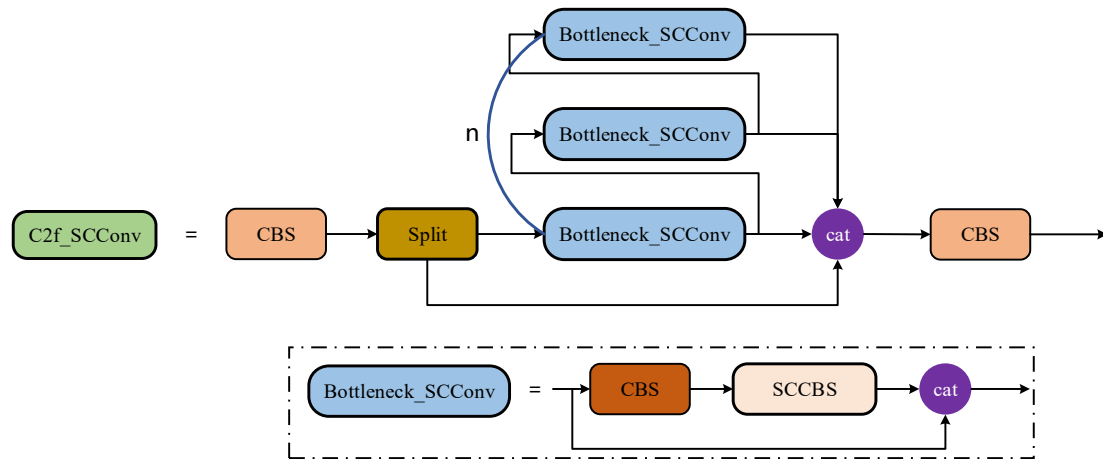 Bottleneck_SCConv
n
Bottleneck_SCConv
C2f_SCConv = CBS Split Bottleneck_SCConv cat CBS
Bottleneck_SCConv = CBS SCCBS cat